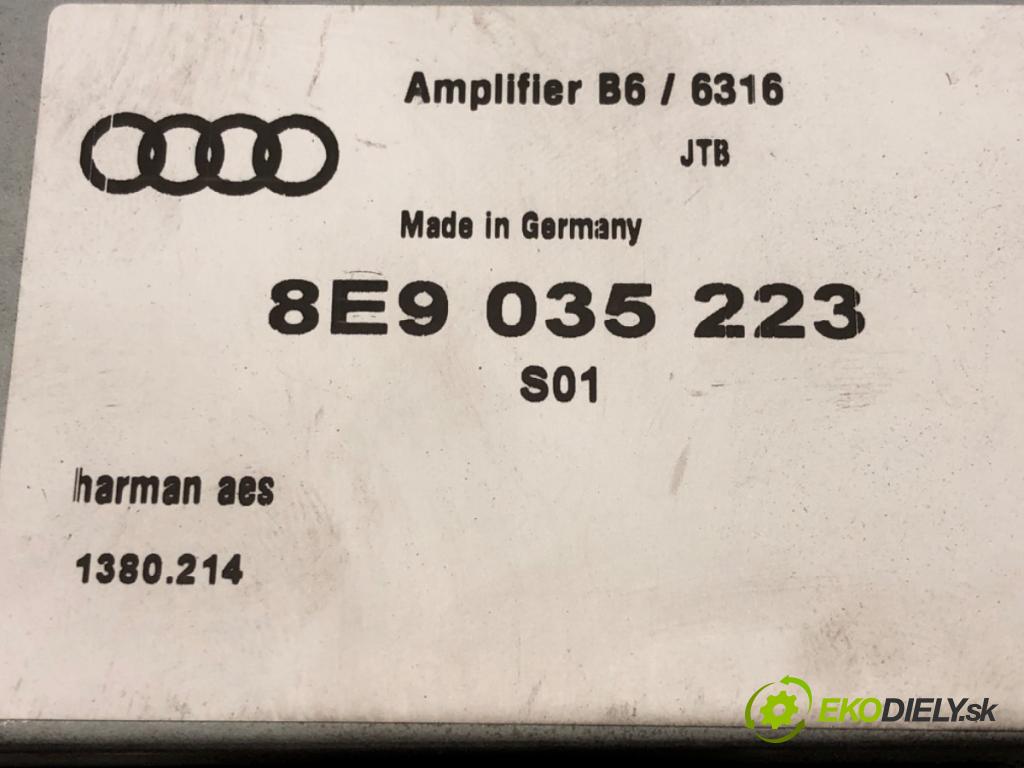 Amplifier B6 / 6316
JTB
Made in Germany
8E9 035 223
S01
harman aes
1380.214
EKODIELY.sk